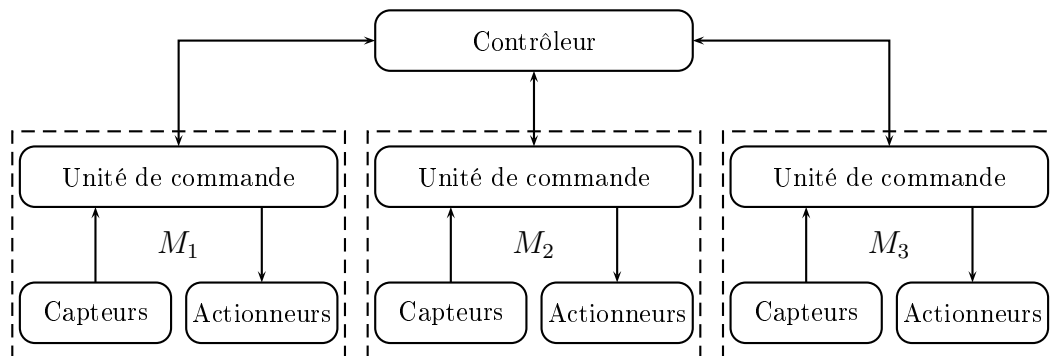 Contrôleur
Unité de commande
Unité de commande
Unité de commande
M1
M2
M3
Capteurs
Actionneurs
Capteurs
Actionneurs
Capteurs
Actionneurs